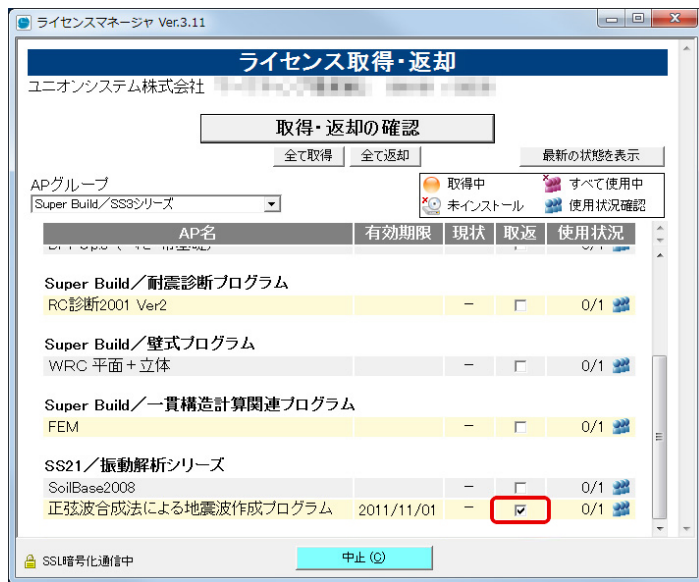 ライセンスマネージャ Ver.3.11
ライセンス取得・返却
ユニオンシステム株式会社
取得・返却の確認
全て取得 全て返却 最新の状態を表示
APグループ
Super Build／SS3シリーズ
取得中 すべて使用中
未インストール 使用状況確認
AP名 有効期限 現状 取返 使用状況
Super Build／耐震診断プログラム
RC診断2001 Ver2 － 0/1
Super Build／壁式プログラム
WRC 平面＋立体 － 0/1
Super Build／一貫構造計算関連プログラム
FEM － 0/1
SS21／振動解析シリーズ
SoilBase2008 － 0/1
正弦波合成法による地震波作成プログラム 2011/11/01 － 0/1
SSL暗号化通信中 中止(C)